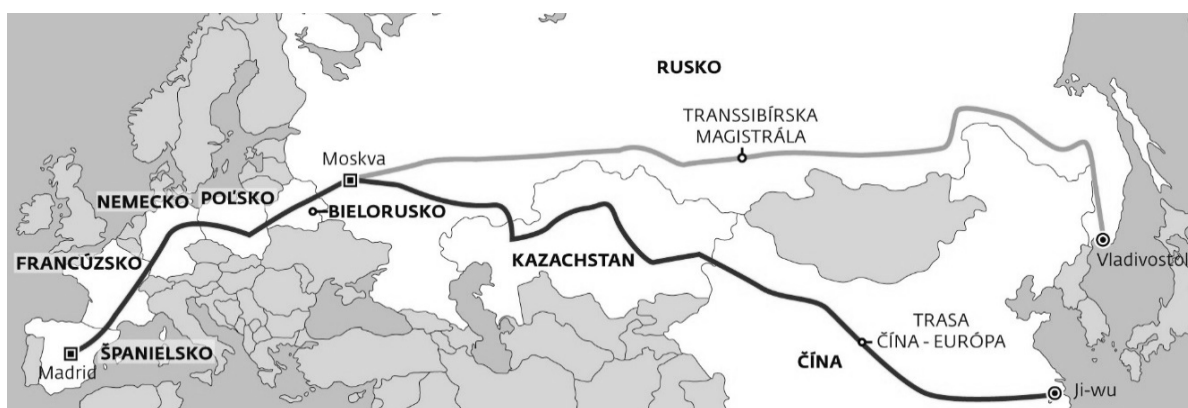 RUSKO
TRANSSIBÍRSKA
MAGISTRÁLA
Moskva
NEMECKO
POĽSKO
BIELORUSKO
FRANCÚZSKO
KAZACHSTAN
Vladivostok
TRASA
ČÍNA - EURÓPA
ŠPANIELSKO
ČÍNA
Madrid
Ji-wu